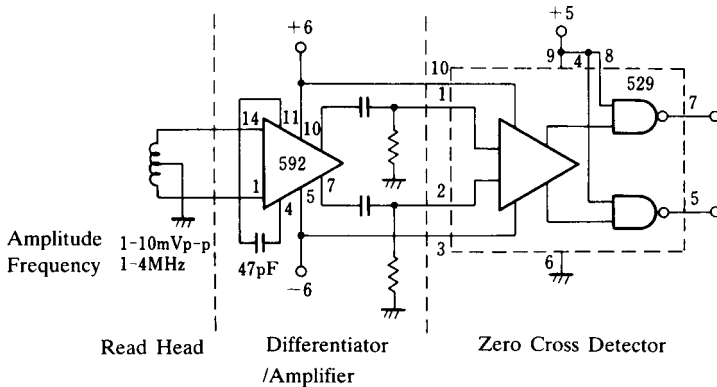 +6
+5
9 4 8
10
529
1
7
14
11
10
592
1
4
5
7
2
5
3
6
47pF
-6
Amplitude 1-10mVp-p
Frequency 1-4MHz
Read Head
Differentiator
/Amplifier
Zero Cross Detector